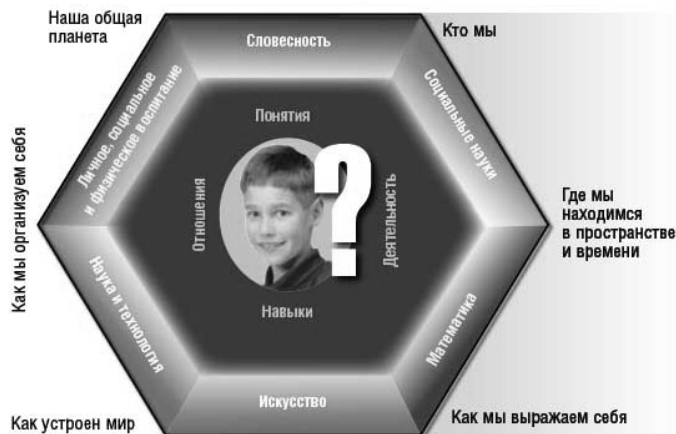 Наша общая
планета
Кто мы
Словесность
Личное, социальное
и физическое воспитание
Социальные науки
Понятия
Отношения
?
Деятельность
Как мы организуем себя
Где мы
находимся
в пространстве
и времени
Навыки
Наука и технология
Математика
Искусство
Как устроен мир
Как мы выражаем себя